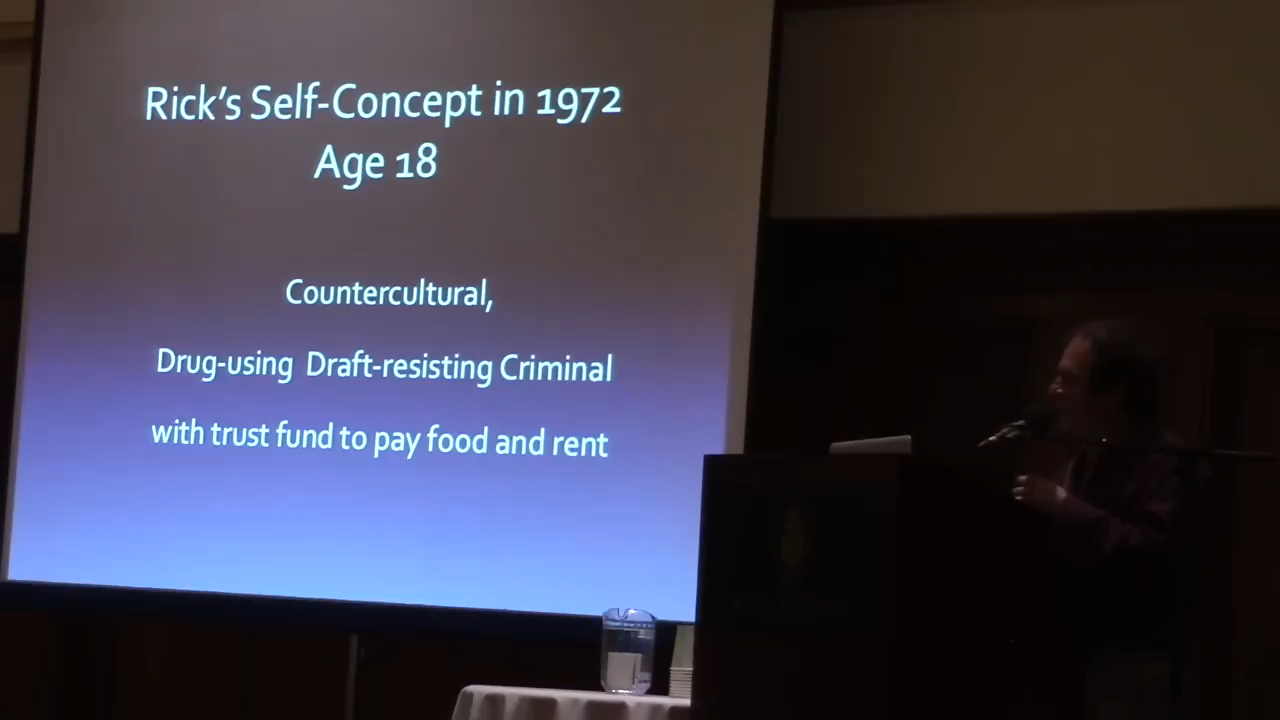 Rick's Self-Concept in 1972
Age 18
Countercultural,
Drug-using Draft-resisting Criminal
with trust fund to pay food and rent